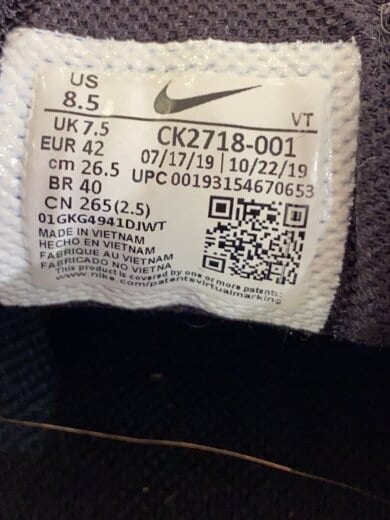 US
8.5
VT
UK 7.5
CK2718-001
EUR 42
07/17/19 | 10/22/19
cm 26.5
UPC 00193154670653
BR 40
CN 265(2.5)
01GKG4941DJWT
MADE IN VIETNAM
HECHO EN VIETNAM
FABRIQUE AU VIETNAM
FABRICADO NO VIETNA
This product is covered by one or more patents:
www.nike.com/patentsvirtualmarking